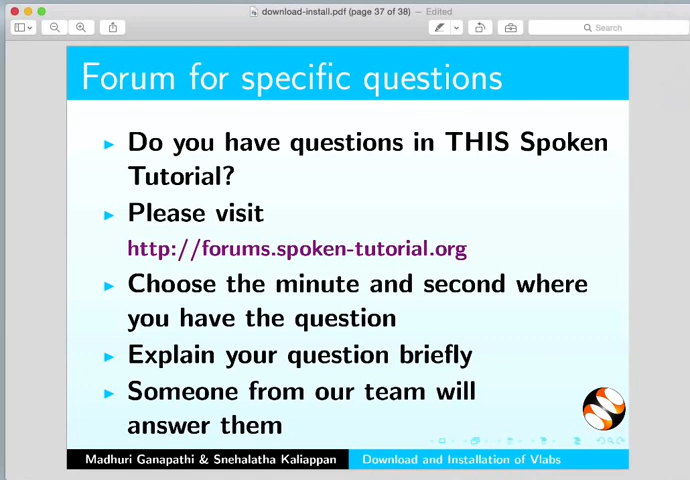 download-install.pdf (page 37 of 38) — Edited
Search
Forum for specific questions
Do you have questions in THIS Spoken
Tutorial?
Please visit
http://forums.spoken-tutorial.org
Choose the minute and second where
you have the question
Explain your question briefly
Someone from our team will
answer them
Madhuri Ganapathi & Snehalatha Kaliappan
Download and Installation of Vlabs